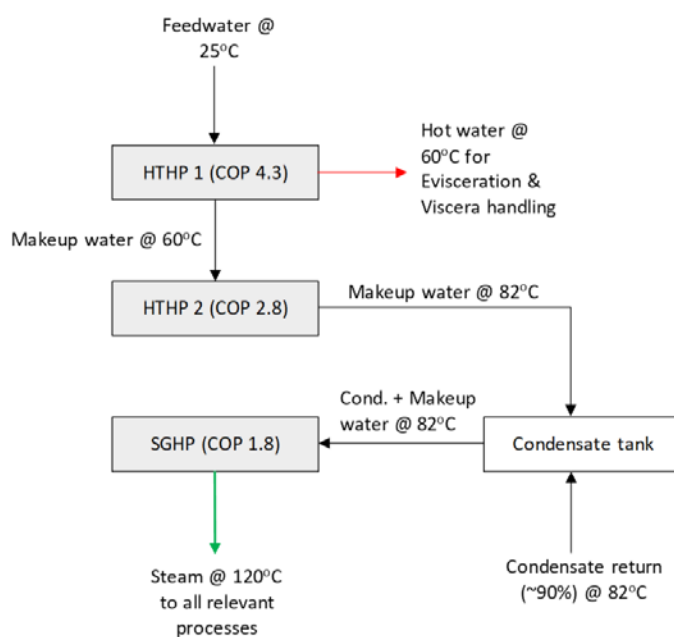 Feedwater @
25°C
HTHP 1 (COP 4.3)
Hot water @
60°C for
Evisceration &
Viscera handling
Makeup water @ 60°C
HTHP 2 (COP 2.8)
Makeup water @ 82°C
Cond. + Makeup
water @ 82°C
SGHP (COP 1.8)
Condensate tank
Steam @ 120°C
to all relevant
processes
Condensate return
(~90%) @ 82°C